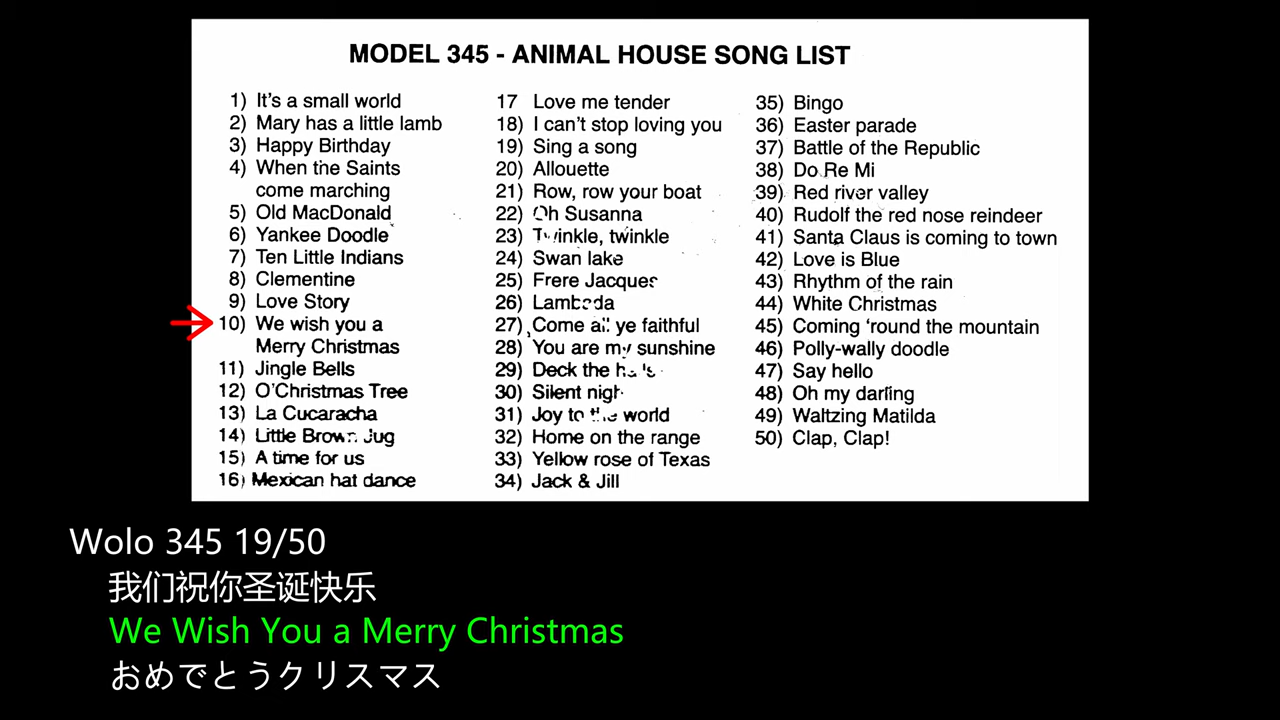 MODEL 345 - ANIMAL HOUSE SONG LIST
1) It's a small world
2) Mary has a little lamb
3) Happy Birthday
4) When the Saints
come marching
5) Old MacDonald
6) Yankee Doodle
7) Ten Little Indians
8) Clementine
9) Love Story
10) We wish you a
Merry Christmas
11) Jingle Bells
12) O'Christmas Tree
13) La Cucaracha
14) Little Brown Jug
15) A time for us
16) Mexican hat dance
17 Love me tender
18) I can't stop loving you
19) Sing a song
20) Allouette
21) Row, row your boat
22) Oh Susanna
23) Twinkle, twinkle
24) Swan lake
25) Frere Jacques
26) Lambada
27) Come all ye faithful
28) You are my sunshine
29) Deck the halls
30) Silent night
31) Joy to the world
32) Home on the range
33) Yellow rose of Texas
34) Jack & Jill
35) Bingo
36) Easter parade
37) Battle of the Republic
38) Do Re Mi
39) Red river valley
40) Rudolf the red nose reindeer
41) Santa Claus is coming to town
42) Love is Blue
43) Rhythm of the rain
44) White Christmas
45) Coming 'round the mountain
46) Polly-wally doodle
47) Say hello
48) Oh my darling
49) Waltzing Matilda
50) Clap, Clap!
Wolo 345 19/50
我们祝你圣诞快乐
We Wish You a Merry Christmas
おめでとうクリスマス